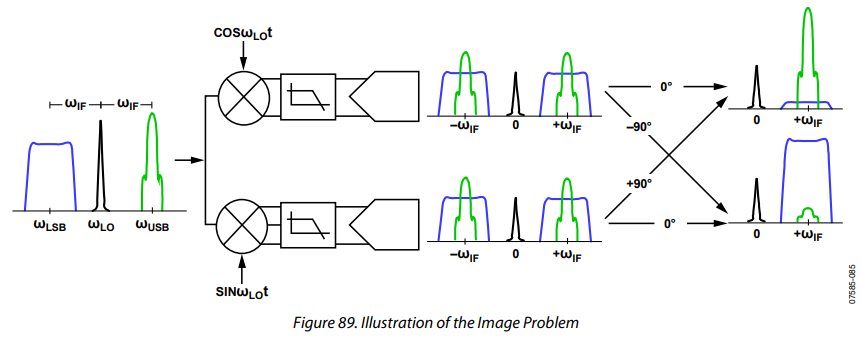 COSωLOt
ωIF ωIF
ωLSB ωLO ωUSB
–ωIF 0 +ωIF
0°
–90°
0 +ωIF
+90°
0°
–ωIF 0 +ωIF
0 +ωIF
SINωLOt
07585-085
Figure 89. Illustration of the Image Problem